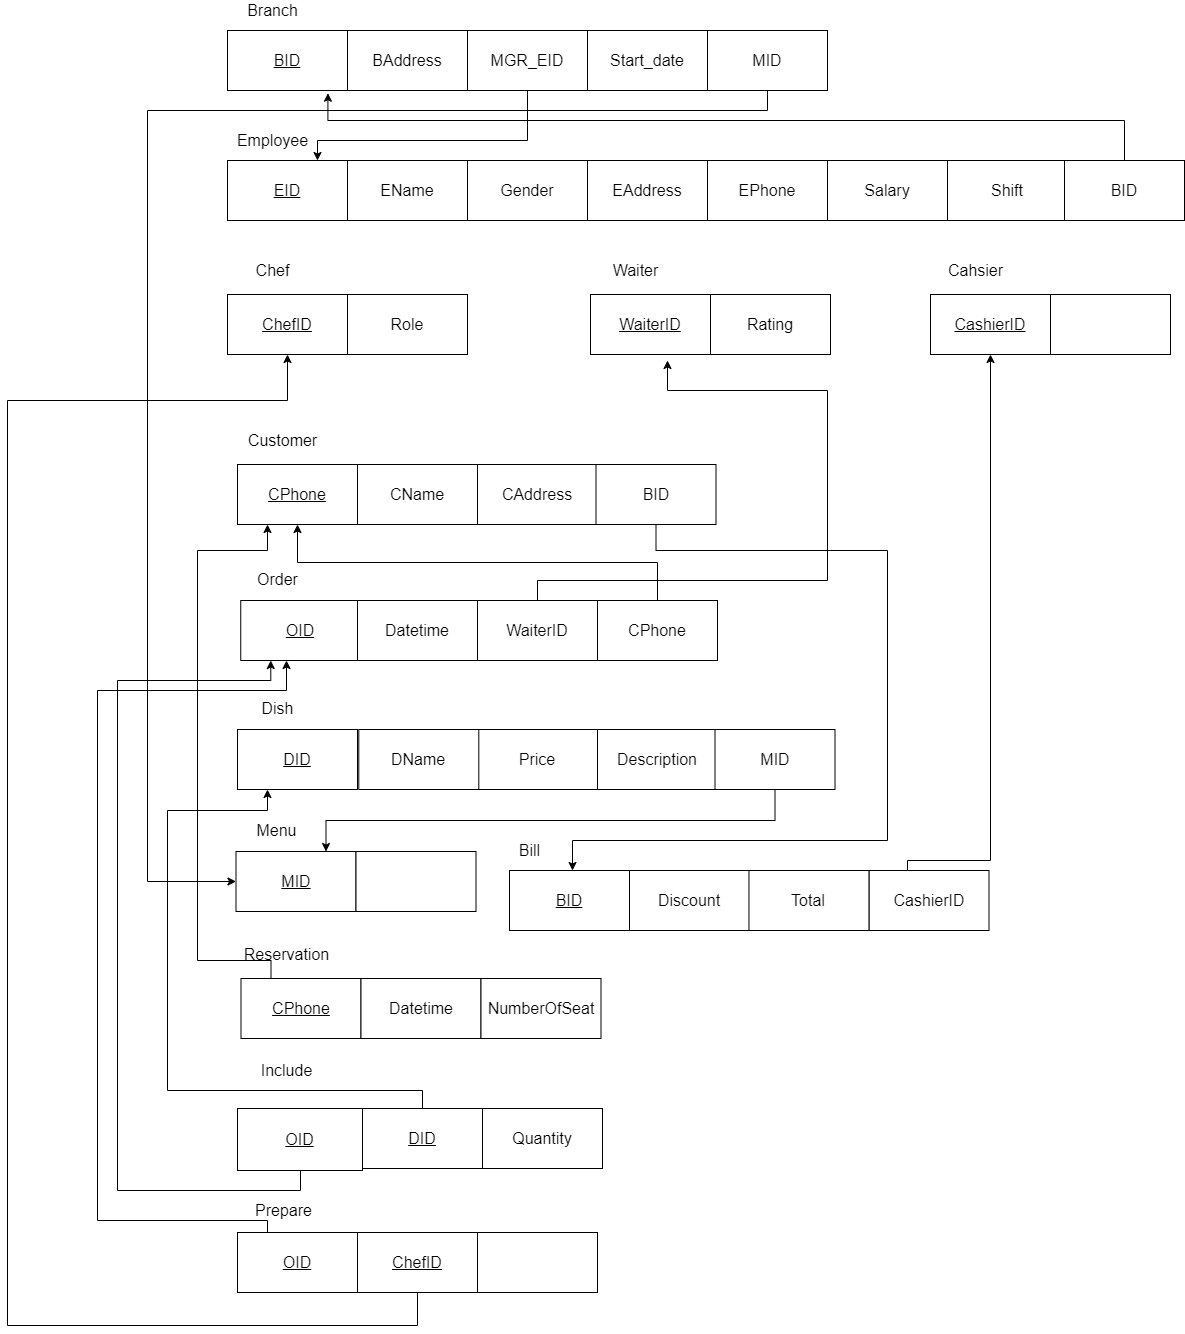 Branch
BID BAddress MGR_EID Start_date MID
Employee
EID EName Gender EAddress EPhone Salary Shift BID
Chef Waiter Cahsier
ChefID Role WaiterID Rating CashierID
Customer
CPhone CName CAddress BID
Order
OID Datetime WaiterID CPhone
Dish
DID DName Price Description MID
Menu
MID
Bill
BID Discount Total CashierID
Reservation
CPhone Datetime NumberOfSeat
Include
OID DID Quantity
Prepare
OID ChefID